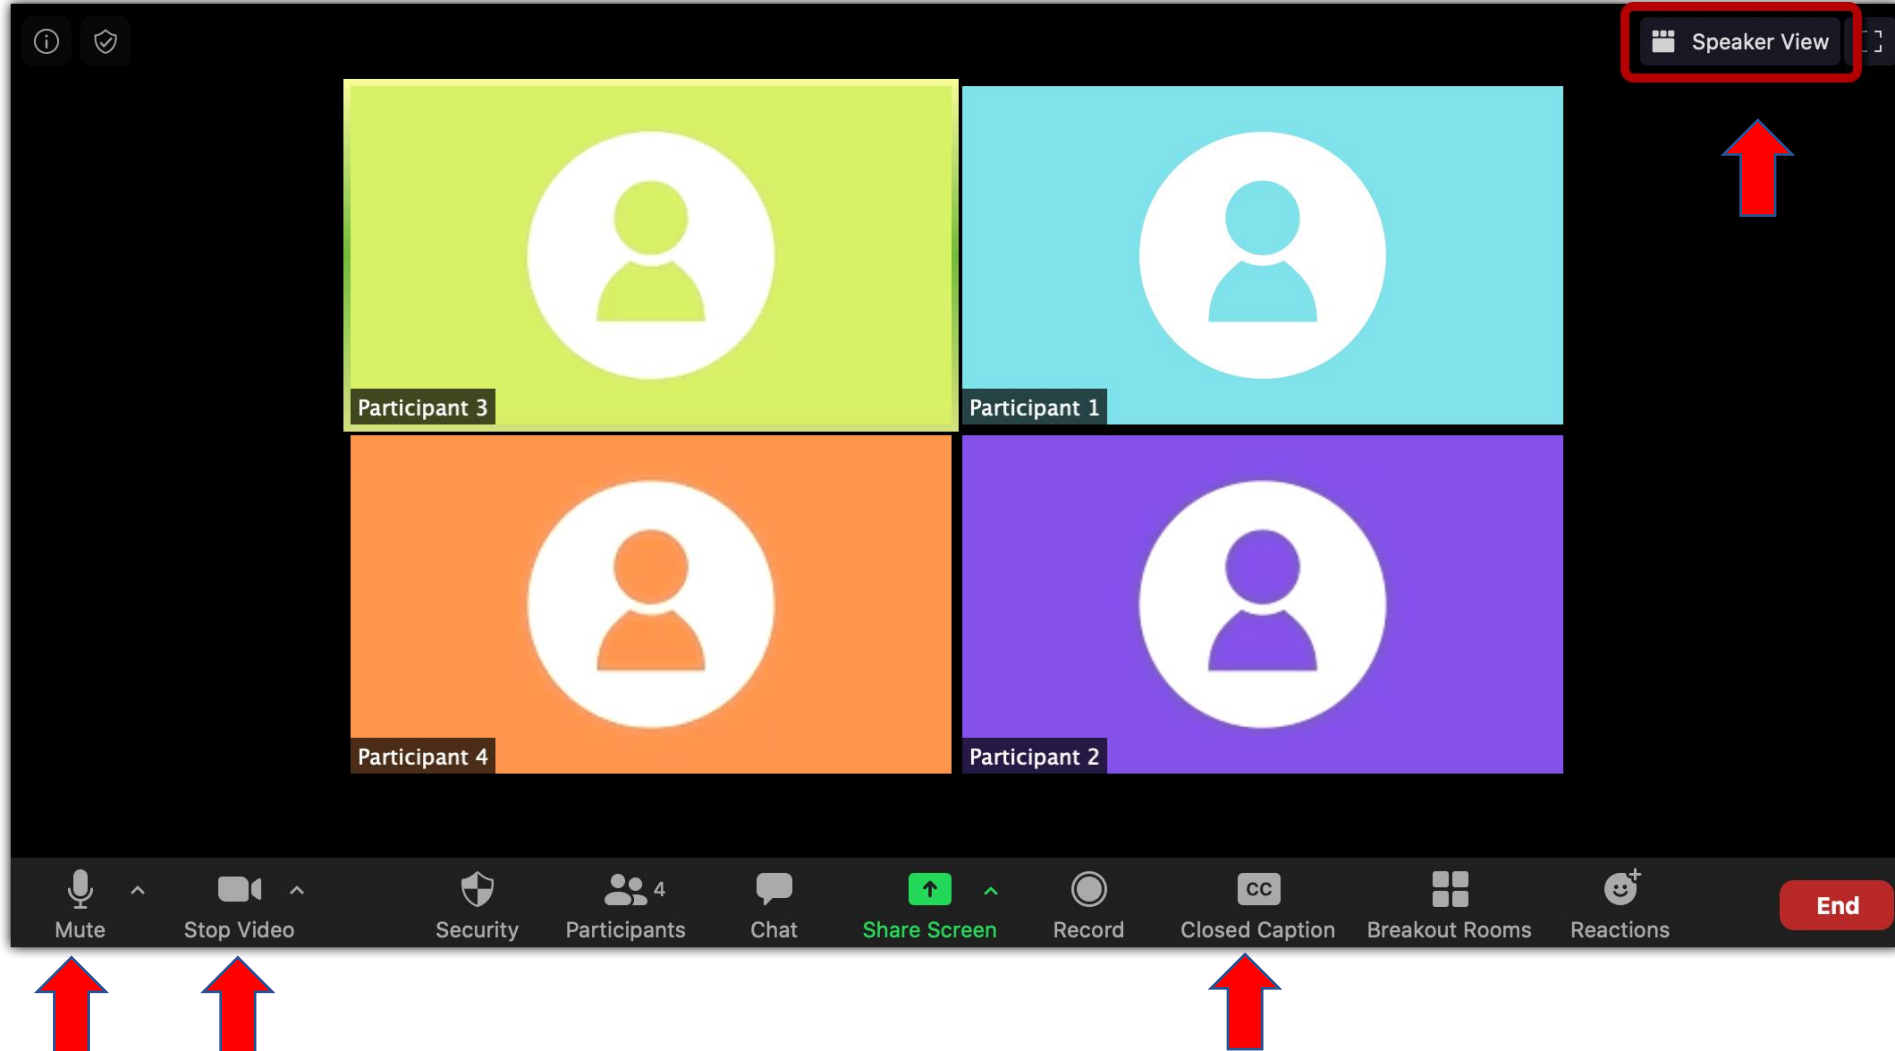 Speaker View
Participant 3
Participant 1
Participant 4
Participant 2
4
CC
Mute
Stop Video
Security
Participants
Chat
Share Screen
Record
Closed Caption
Breakout Rooms
Reactions
End